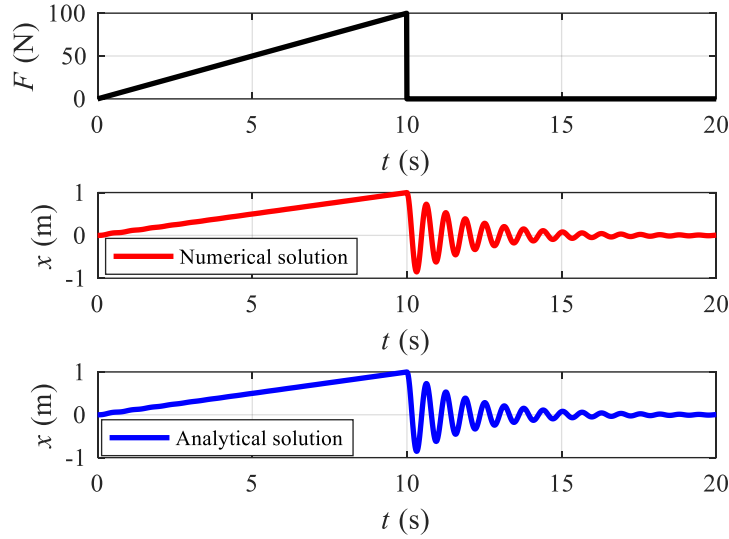 100
50
0
F (N)
0 5 10 15 20
t (s)
1
0
-1
x (m)
Numerical solution
0 5 10 15 20
t (s)
1
0
-1
x (m)
Analytical solution
0 5 10 15 20
t (s)